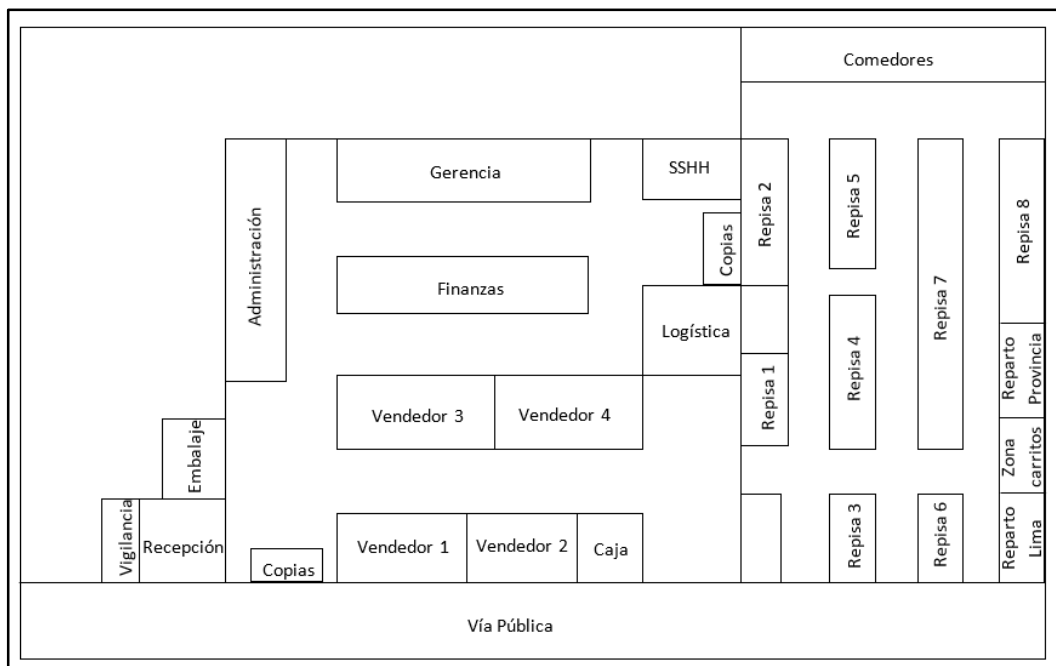 Comedores
Gerencia
SSHH
Administración
Copias
Repisa 2
Repisa 5
Repisa 7
Repisa 8
Finanzas
Logística
Repisa 1
Repisa 4
Reparto
Provincia
Vendedor 3
Vendedor 4
Embalaje
Zona
carritos
Vigilancia
Recepción
Copias
Vendedor 1
Vendedor 2
Caja
Repisa 3
Repisa 6
Reparto
Lima
Vía Pública